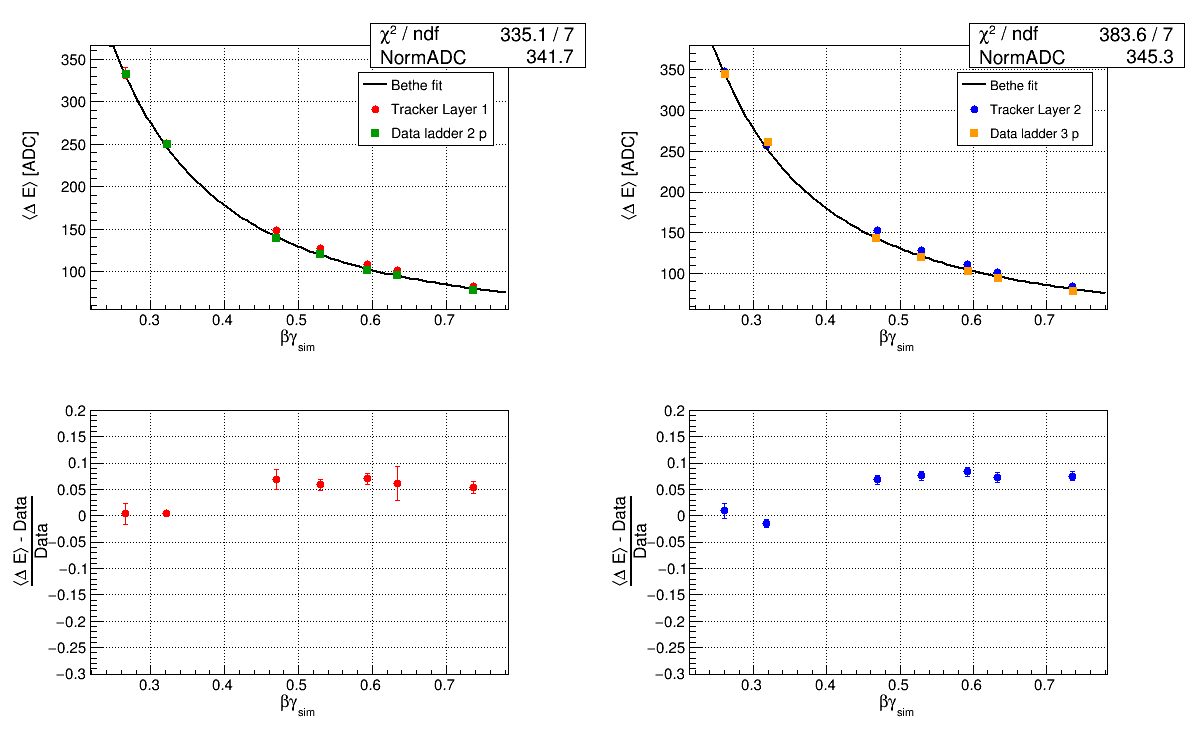 χ² / ndf 335.1 / 7
NormADC 341.7
Bethe fit
Tracker Layer 1
Data ladder 2 p
350
300
250
200
150
100
⟨Δ E⟩ [ADC]
0.3 0.4 0.5 0.6 0.7
βγsim
χ² / ndf 383.6 / 7
NormADC 345.3
Bethe fit
Tracker Layer 2
Data ladder 3 p
350
300
250
200
150
100
⟨Δ E⟩ [ADC]
0.3 0.4 0.5 0.6 0.7
βγsim
0.2
0.15
0.1
0.05
0
−0.05
−0.1
−0.15
−0.2
−0.25
−0.3
⟨Δ E⟩ - Data
Data
0.3 0.4 0.5 0.6 0.7
βγsim
0.2
0.15
0.1
0.05
0
−0.05
−0.1
−0.15
−0.2
−0.25
−0.3
⟨Δ E⟩ - Data
Data
0.3 0.4 0.5 0.6 0.7
βγsim